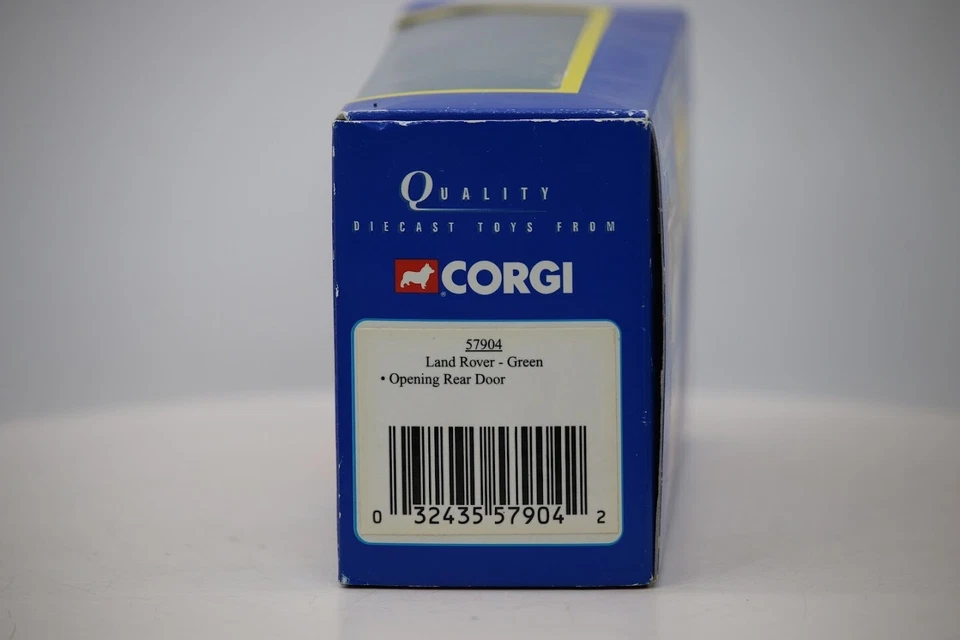 QUALITY
DIECAST TOYS FROM
CORGI
57904
Land Rover - Green
• Opening Rear Door
0 32435 57904 2